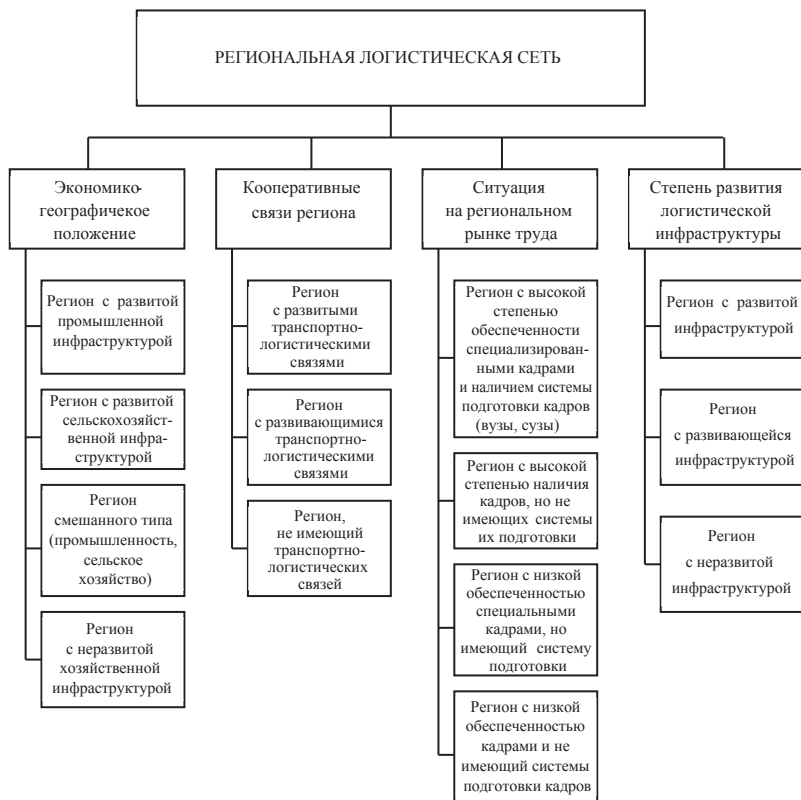 РЕГИОНАЛЬНАЯ ЛОГИСТИЧЕСКАЯ СЕТЬ
Экономико-
географичекое
положение
Регион с развитой
промышленной
инфраструктурой
Регион с развитой
сельскохозяйст-
венной инфра-
структурой
Регион
смешанного типа
(промышленность,
сельское
хозяйство)
Регион
с неразвитой
хозяйственной
инфраструктурой
Кооперативные
связи региона
Регион
с развитыми
транспортно-
логистическими
связями
Регион
с развивающимися
транспортно-
логистическими
связями
Регион,
не имеющий
транспортно-
логистических
связей
Ситуация
на региональном
рынке труда
Регион с высокой
степенью
обеспеченности
специализирован-
ными кадрами
и наличием системы
подготовки кадров
(вузы, сузы)
Регион с высокой
степенью наличия
кадров, но не
имеющих системы
их подготовки
Регион с низкой
обеспеченностью
специальными
кадрами, но
имеющий систему
подготовки
Регион с низкой
обеспеченностью
кадрами и не
имеющий системы
подготовки кадров
Степень развития
логистической
инфраструктуры
Регион с развитой
инфраструктурой
Регион
с развивающейся
инфраструктурой
Регион
с неразвитой
инфраструктурой